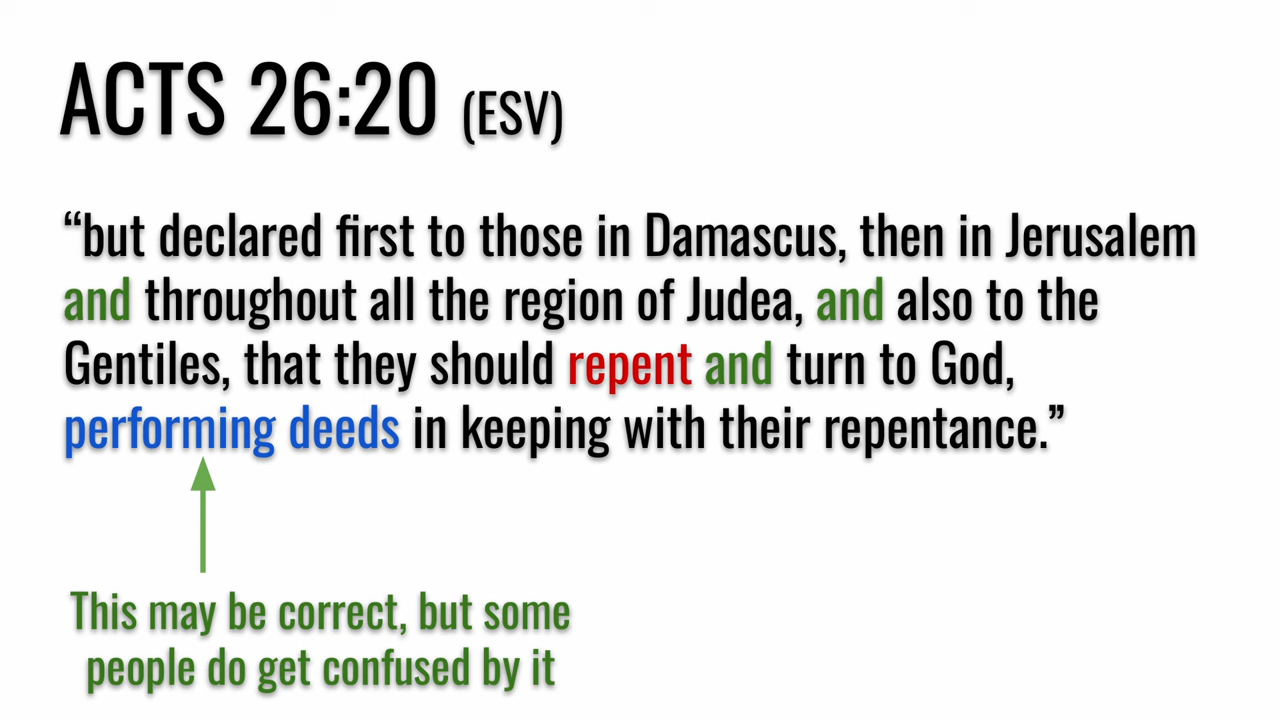 ACTS 26:20 (ESV)
“but declared first to those in Damascus, then in Jerusalem
and throughout all the region of Judea, and also to the
Gentiles, that they should repent and turn to God,
performing deeds in keeping with their repentance.”
This may be correct, but some
people do get confused by it